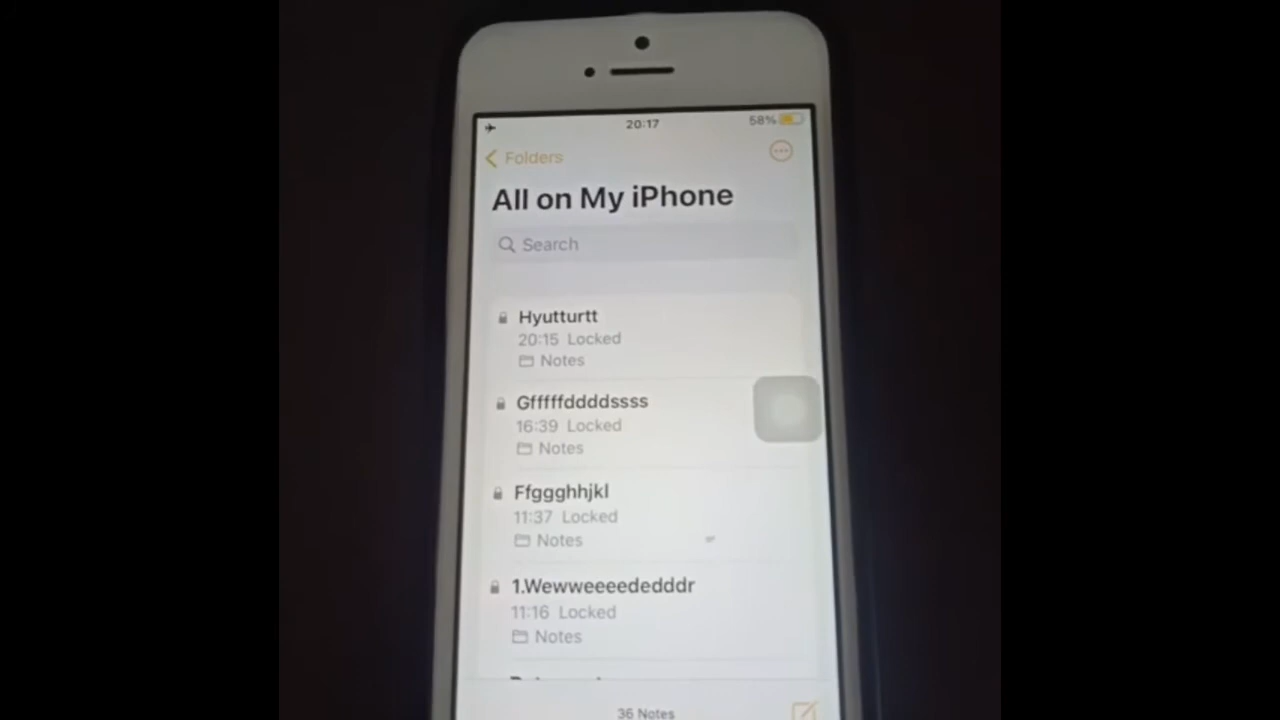 20:17
58%
Folders
All on My iPhone
Search
Hyutturtt
20:15 Locked
Notes
Gfffffddddssss
16:39 Locked
Notes
Ffggghhjkl
11:37 Locked
Notes
1.Wewweeeededddr
11:16 Locked
Notes
36 Notes